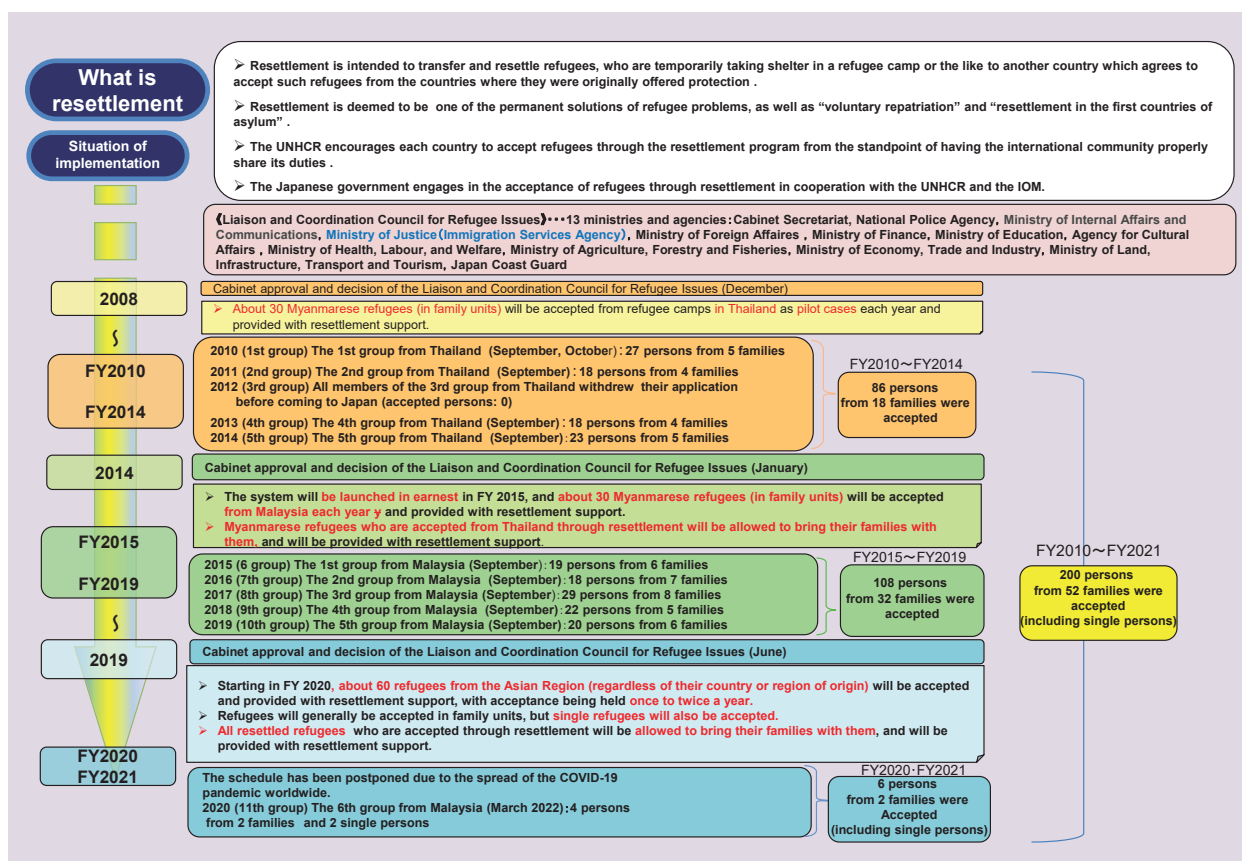 What is
resettlement
➢ Resettlement is intended to transfer and resettle refugees, who are temporarily taking shelter in a refugee camp or the like to another country which agrees to
accept such refugees from the countries where they were originally offered protection .
➢ Resettlement is deemed to be one of the permanent solutions of refugee problems, as well as “voluntary repatriation” and “resettlement in the first countries of
asylum” .
➢ The UNHCR encourages each country to accept refugees through the resettlement program from the standpoint of having the international community properly
share its duties .
➢ The Japanese government engages in the acceptance of refugees through resettlement in cooperation with the UNHCR and the IOM.
Situation of
implementation
《Liaison and Coordination Council for Refugee Issues》・・・13 ministries and agencies：Cabinet Secretariat, National Police Agency, Ministry of Internal Affairs and
Communications, Ministry of Justice（Immigration Services Agency）, Ministry of Foreign Affaires , Ministry of Finance, Ministry of Education, Agency for Cultural
Affairs , Ministry of Health, Labour, and Welfare, Ministry of Agriculture, Forestry and Fisheries, Ministry of Economy, Trade and Industry, Ministry of Land,
Infrastructure, Transport and Tourism, Japan Coast Guard
2008
Cabinet approval and decision of the Liaison and Coordination Council for Refugee Issues (December)
➢ About 30 Myanmarese refugees (in family units) will be accepted from refugee camps in Thailand as pilot cases each year and
provided with resettlement support.
～
FY2010
FY2014
2010 (1st group) The 1st group from Thailand (September, October)：27 persons from 5 families
2011 (2nd group) The 2nd group from Thailand (September)：18 persons from 4 families
2012 (3rd group) All members of the 3rd group from Thailand withdrew their application
before coming to Japan (accepted persons: 0)
2013 (4th group) The 4th group from Thailand (September)：18 persons from 4 families
2014 (5th group) The 5th group from Thailand (September)：23 persons from 5 families
FY2010～FY2014
86 persons
from 18 families were
accepted
2014
Cabinet approval and decision of the Liaison and Coordination Council for Refugee Issues (January)
➢ The system will be launched in earnest in FY 2015, and about 30 Myanmarese refugees (in family units) will be accepted
from Malaysia each year y and provided with resettlement support.
➢ Myanmarese refugees who are accepted from Thailand through resettlement will be allowed to bring their families with
them, and will be provided with resettlement support.
FY2015
FY2019
～
2015 (6 group) The 1st group from Malaysia (September)：19 persons from 6 families
2016 (7th group) The 2nd group from Malaysia (September)：18 persons from 7 families
2017 (8th group) The 3rd group from Malaysia (September)：29 persons from 8 families
2018 (9th group) The 4th group from Malaysia (September)：22 persons from 5 families
2019 (10th group) The 5th group from Malaysia (September)：20 persons from 6 families
FY2015～FY2019
108 persons
from 32 families were
accepted
FY2010～FY2021
200 persons
from 52 families were
accepted
(including single persons)
2019
Cabinet approval and decision of the Liaison and Coordination Council for Refugee Issues (June)
➢ Starting in FY 2020, about 60 refugees from the Asian Region (regardless of their country or region of origin) will be accepted
and provided with resettlement support, with acceptance being held once to twice a year.
➢ Refugees will generally be accepted in family units, but single refugees will also be accepted.
➢ All resettled refugees who are accepted through resettlement will be allowed to bring their families with them, and will be
provided with resettlement support.
FY2020
FY2021
The schedule has been postponed due to the spread of the COVID-19
pandemic worldwide.
2020 (11th group) The 6th group from Malaysia (March 2022)：4 persons
from 2 families and 2 single persons
FY2020･FY2021
6 persons
from 2 families were
Accepted
(including single persons)